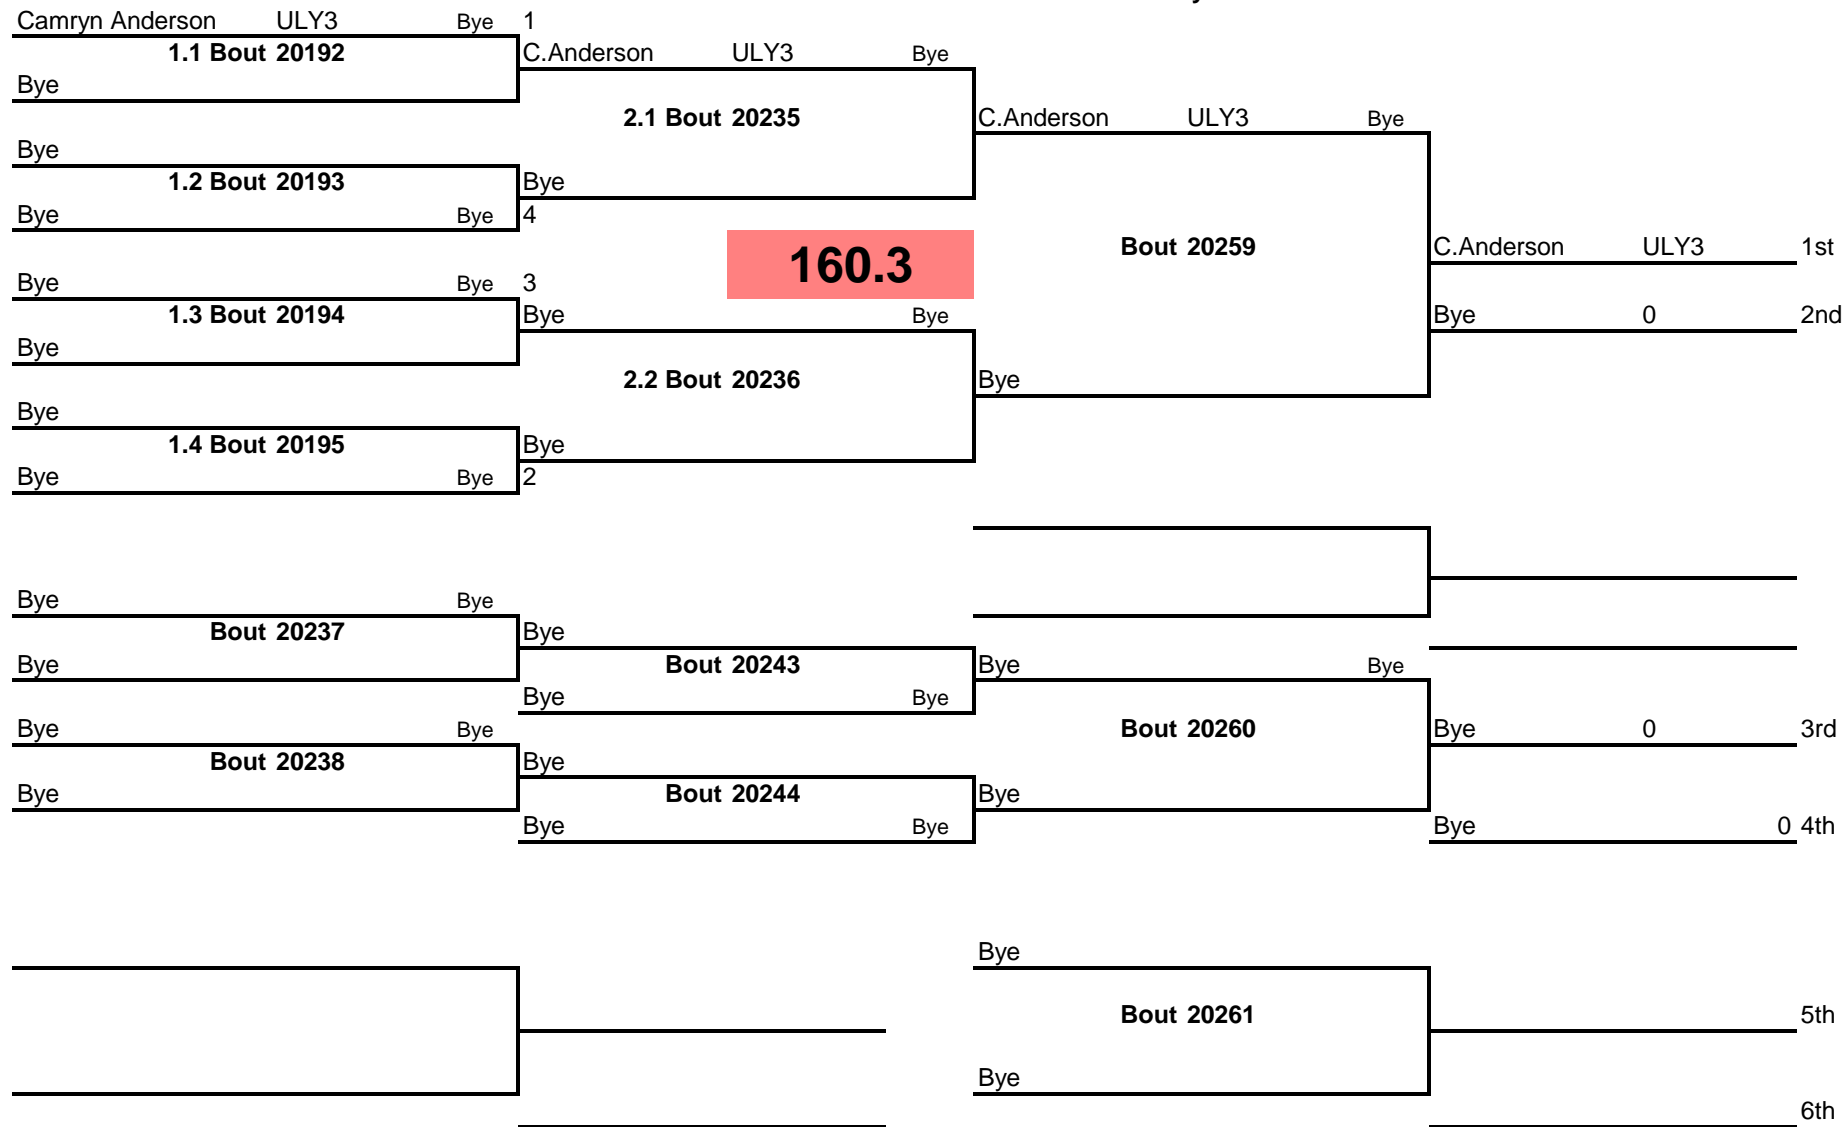 Camryn Anderson ULY3 Bye 1
1.1 Bout 20192 C.Anderson ULY3 Bye
Bye
2.1 Bout 20235 C.Anderson ULY3 Bye
Bye
1.2 Bout 20193 Bye
Bye Bye 4
160.3 Bout 20259 C.Anderson ULY3 1st
Bye Bye 3
1.3 Bout 20194 Bye Bye Bye 0 2nd
Bye
2.2 Bout 20236 Bye
Bye
1.4 Bout 20195 Bye
Bye Bye 2
Bye Bye
Bout 20237 Bye
Bye Bout 20243 Bye Bye
Bye Bye
Bye Bye Bout 20260 Bye 0 3rd
Bout 20238 Bye
Bye Bout 20244 Bye
Bye Bye Bye 0 4th
Bye
Bout 20261 5th
Bye
6th